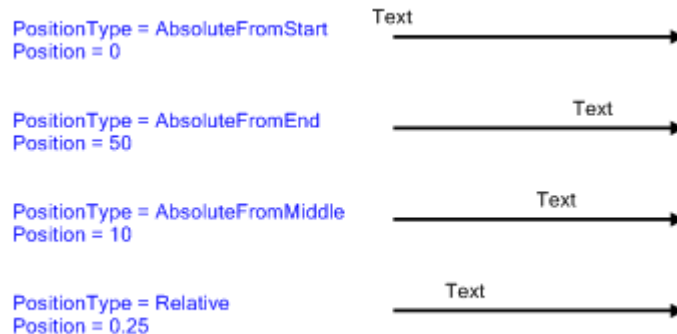 Text
PositionType = AbsoluteFromStart
Position = 0
Text
PositionType = AbsoluteFromEnd
Position = 50
Text
PositionType = AbsoluteFromMiddle
Position = 10
Text
PositionType = Relative
Position = 0.25